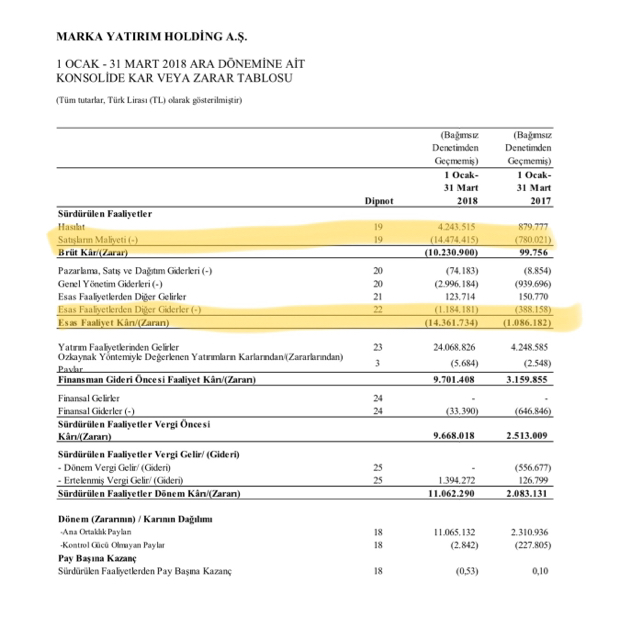 MARKA YATIRIM HOLDİNG A.Ş.
1 OCAK - 31 MART 2018 ARA DÖNEMİNE AİT
KONSOLİDE KAR VEYA ZARAR TABLOSU
(Tüm tutarlar, Türk Lirası (TL) olarak gösterilmiştir)
(Bağımsız Denetimden Geçmemiş) (Bağımsız Denetimden Geçmemiş)
Dipnot 1 Ocak- 31 Mart 2018 1 Ocak- 31 Mart 2017
Sürdürülen Faaliyetler
Hasılat 19 4.243.515 879.777
Satışların Maliyeti (-) 19 (14.474.415) (780.021)
Brüt Kâr/(Zarar) (10.230.900) 99.756
Pazarlama, Satış ve Dağıtım Giderleri (-) 20 (74.183) (8.854)
Genel Yönetim Giderleri (-) 20 (2.996.184) (939.696)
Esas Faaliyetlerden Diğer Gelirler 21 123.714 150.770
Esas Faaliyetlerden Diğer Giderler (-) 22 (1.184.181) (388.158)
Esas Faaliyet Kârı/(Zararı) (14.361.734) (1.086.182)
Yatırım Faaliyetlerinden Gelirler 23 24.068.826 4.248.585
Özkaynak Yöntemiyle Değerlenen Yatırımların Karlarından/(Zararlarından)
Paylar 3 (5.684) (2.548)
Finansman Gideri Öncesi Faaliyet Kârı/(Zararı) 9.701.408 3.159.855
Finansal Gelirler 24 - -
Finansal Giderler (-) 24 (33.390) (646.846)
Sürdürülen Faaliyetler Vergi Öncesi
Kârı/(Zararı) 9.668.018 2.513.009
Sürdürülen Faaliyetler Vergi Gelir/ (Gideri)
- Dönem Vergi Gelir/ (Gideri) 25 - (556.677)
- Ertelenmiş Vergi Gelir/ (Gideri) 25 1.394.272 126.799
Sürdürülen Faaliyetler Dönem Kârı/(Zararı) 11.062.290 2.083.131
Dönem (Zararının) / Karının Dağılımı
-Ana Ortaklık Payları 18 11.065.132 2.310.936
-Kontrol Gücü Olmayan Paylar 18 (2.842) (227.805)
Pay Başına Kazanç
Sürdürülen Faaliyetlerden Pay Başına Kazanç 18 (0,53) 0,10